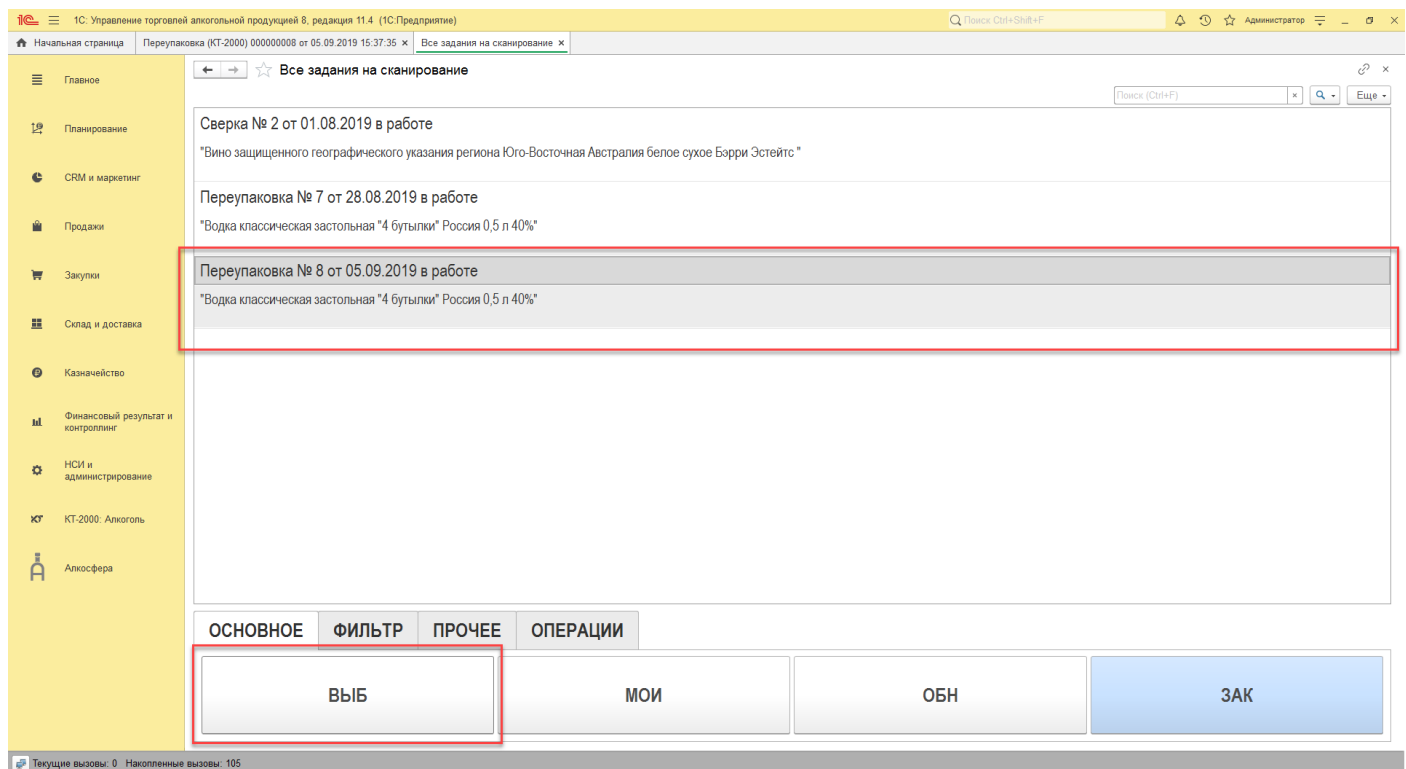 1С: Управление торговлей алкогольной продукцией 8, редакция 11.4 (1С:Предприятие)
Поиск Ctrl+Shift+F
Администратор
Начальная страница
Переупаковка (КТ-2000) 000000008 от 05.09.2019 15:37:35 ×
Все задания на сканирование ×
Главное
Планирование
CRM и маркетинг
Продажи
Закупки
Склад и доставка
Казначейство
Финансовый результат и
контроллинг
НСИ и
администрирование
КТ-2000: Алкоголь
Алкосфера
Все задания на сканирование
Поиск (Ctrl+F)
Еще
Сверка № 2 от 01.08.2019 в работе
"Вино защищенного географического указания региона Юго-Восточная Австралия белое сухое Бэрри Эстейтс "
Переупаковка № 7 от 28.08.2019 в работе
"Водка классическая застольная "4 бутылки" Россия 0,5 л 40%"
Переупаковка № 8 от 05.09.2019 в работе
"Водка классическая застольная "4 бутылки" Россия 0,5 л 40%"
ОСНОВНОЕ
ФИЛЬТР
ПРОЧЕЕ
ОПЕРАЦИИ
ВЫБ
МОИ
ОБН
ЗАК
Текущие вызовы: 0 Накопленные вызовы: 105